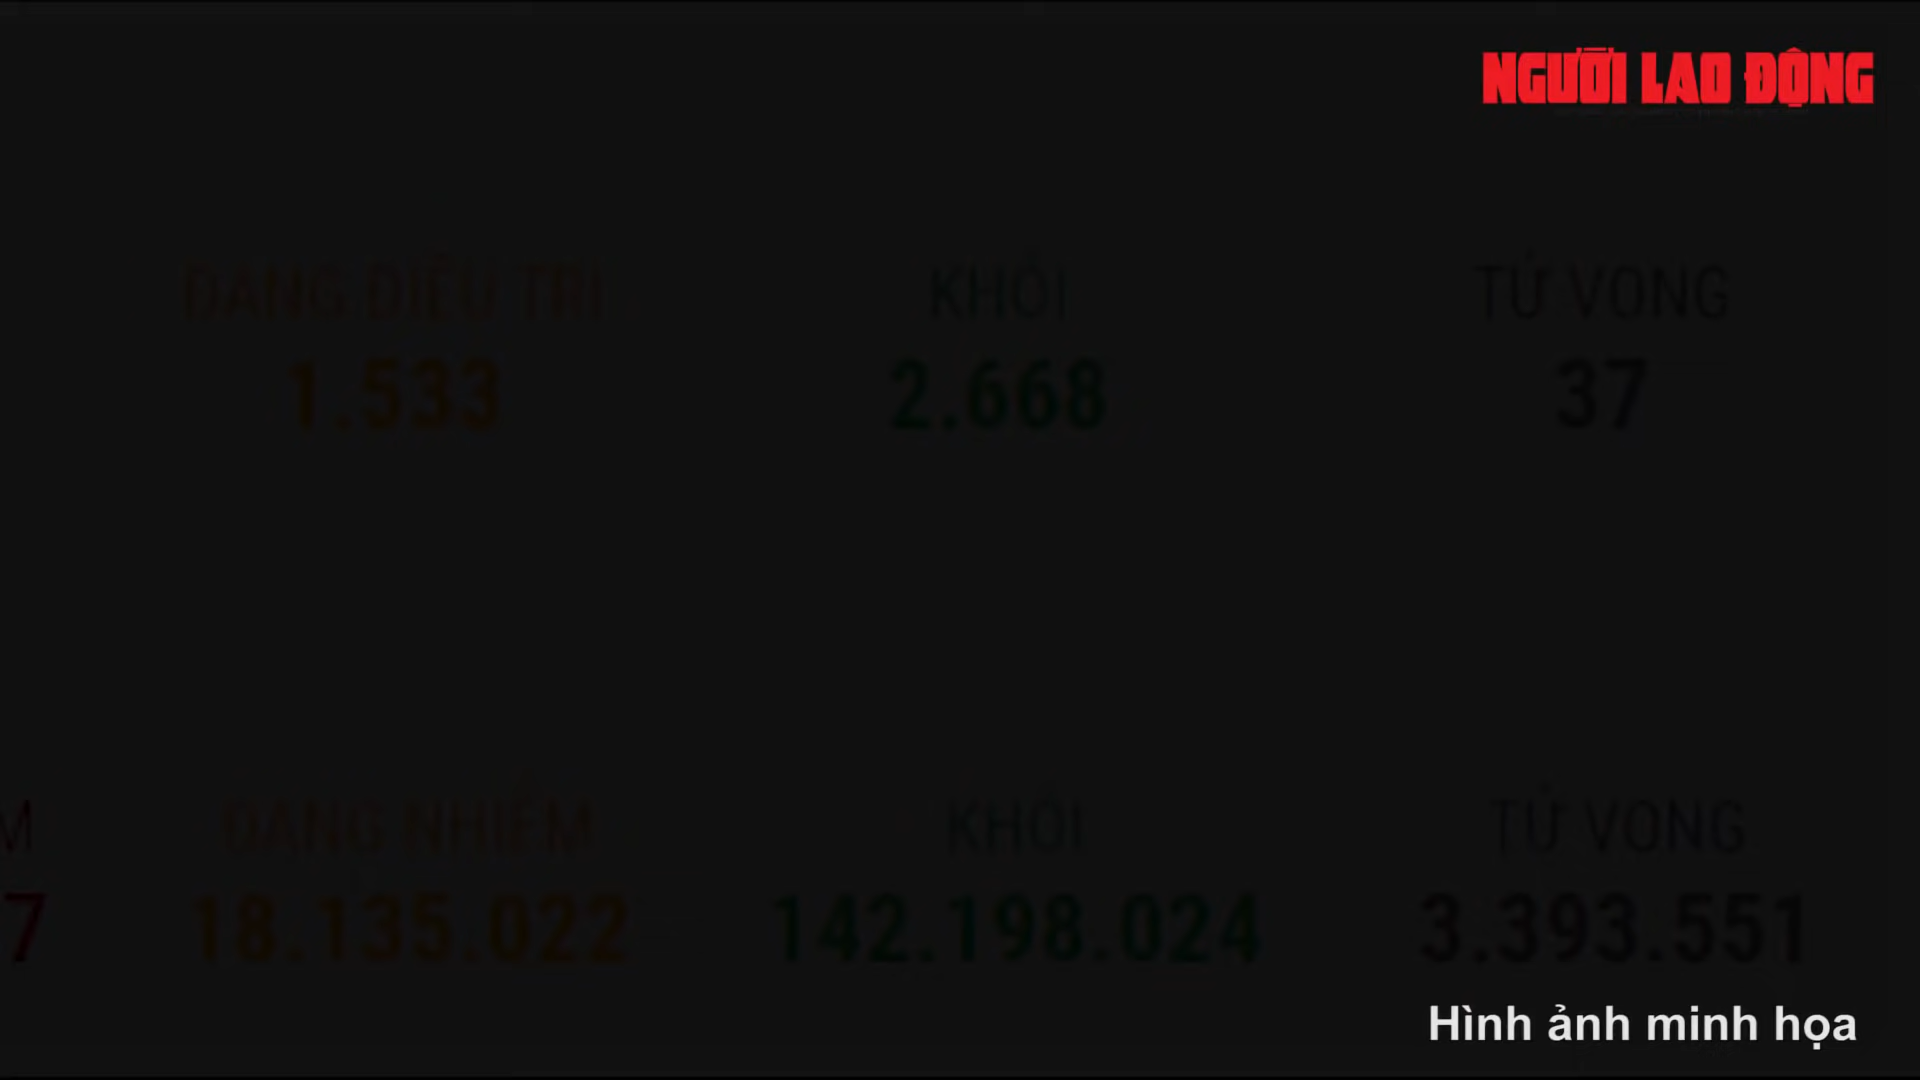 NGƯỜI LAO ĐỘNG
ĐANG ĐIỀU TRỊ KHỎI TỬ VONG
1.533 2.668 37
M ĐANG NHIỄM KHỎI TỬ VONG
7 18.135.022 142.198.024 3.393.551
Hình ảnh minh họa